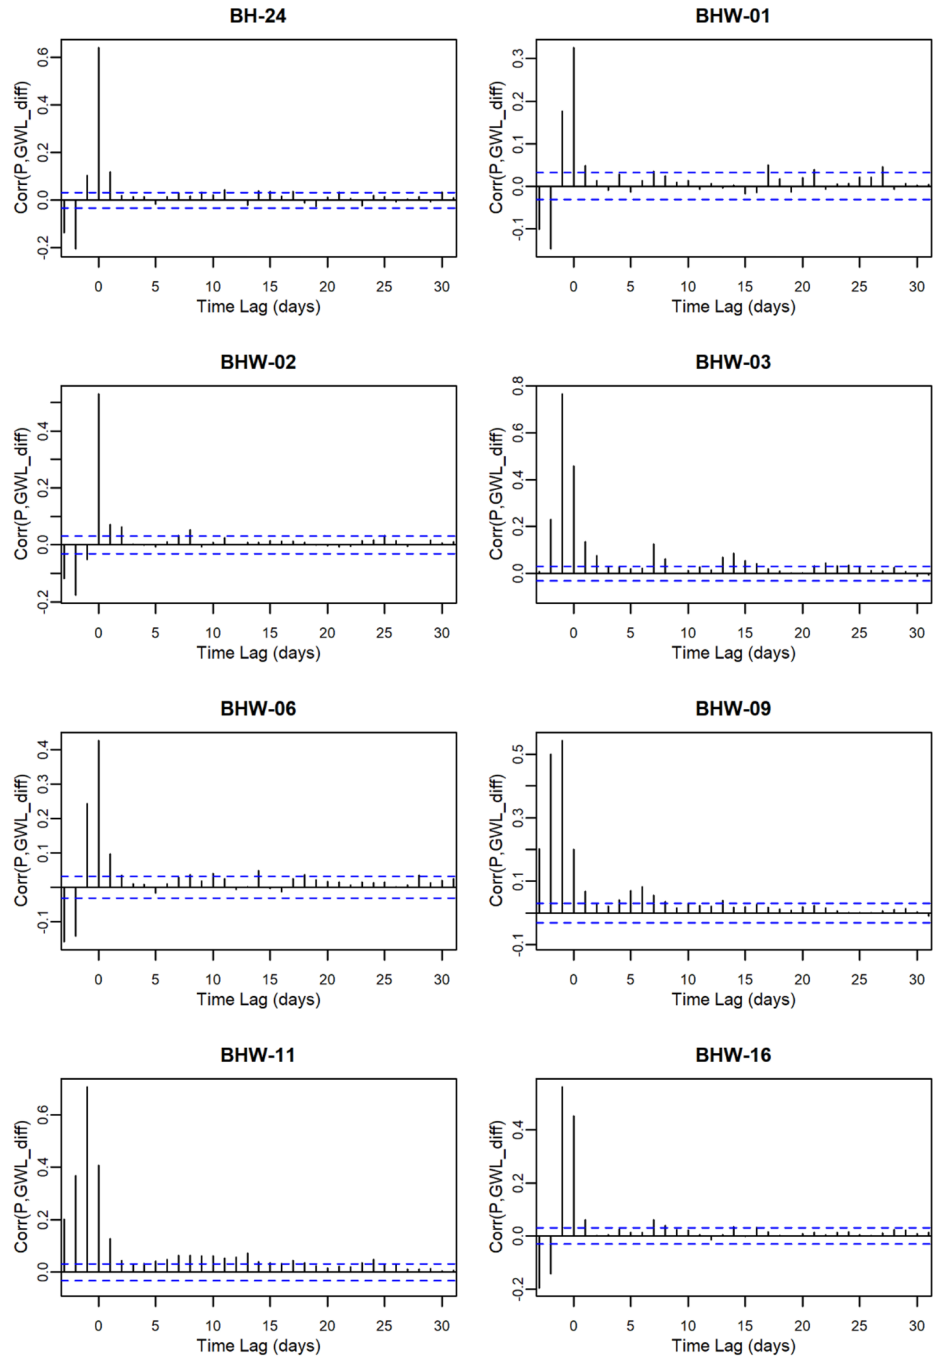 BH-24
Corr(P,GWL_diff)
-0.2 0.0 0.2 0.4 0.6
0 5 10 15 20 25 30
Time Lag (days)
BHW-01
Corr(P,GWL_diff)
-0.1 0.0 0.1 0.2 0.3
0 5 10 15 20 25 30
Time Lag (days)
BHW-02
Corr(P,GWL_diff)
-0.2 0.0 0.2 0.4
0 5 10 15 20 25 30
Time Lag (days)
BHW-03
Corr(P,GWL_diff)
0.0 0.2 0.4 0.6 0.8
0 5 10 15 20 25 30
Time Lag (days)
BHW-06
Corr(P,GWL_diff)
-0.1 0.1 0.2 0.3 0.4
0 5 10 15 20 25 30
Time Lag (days)
BHW-09
Corr(P,GWL_diff)
-0.1 0.1 0.3 0.5
0 5 10 15 20 25 30
Time Lag (days)
BHW-11
Corr(P,GWL_diff)
0.0 0.2 0.4 0.6
0 5 10 15 20 25 30
Time Lag (days)
BHW-16
Corr(P,GWL_diff)
-0.2 0.0 0.2 0.4
0 5 10 15 20 25 30
Time Lag (days)